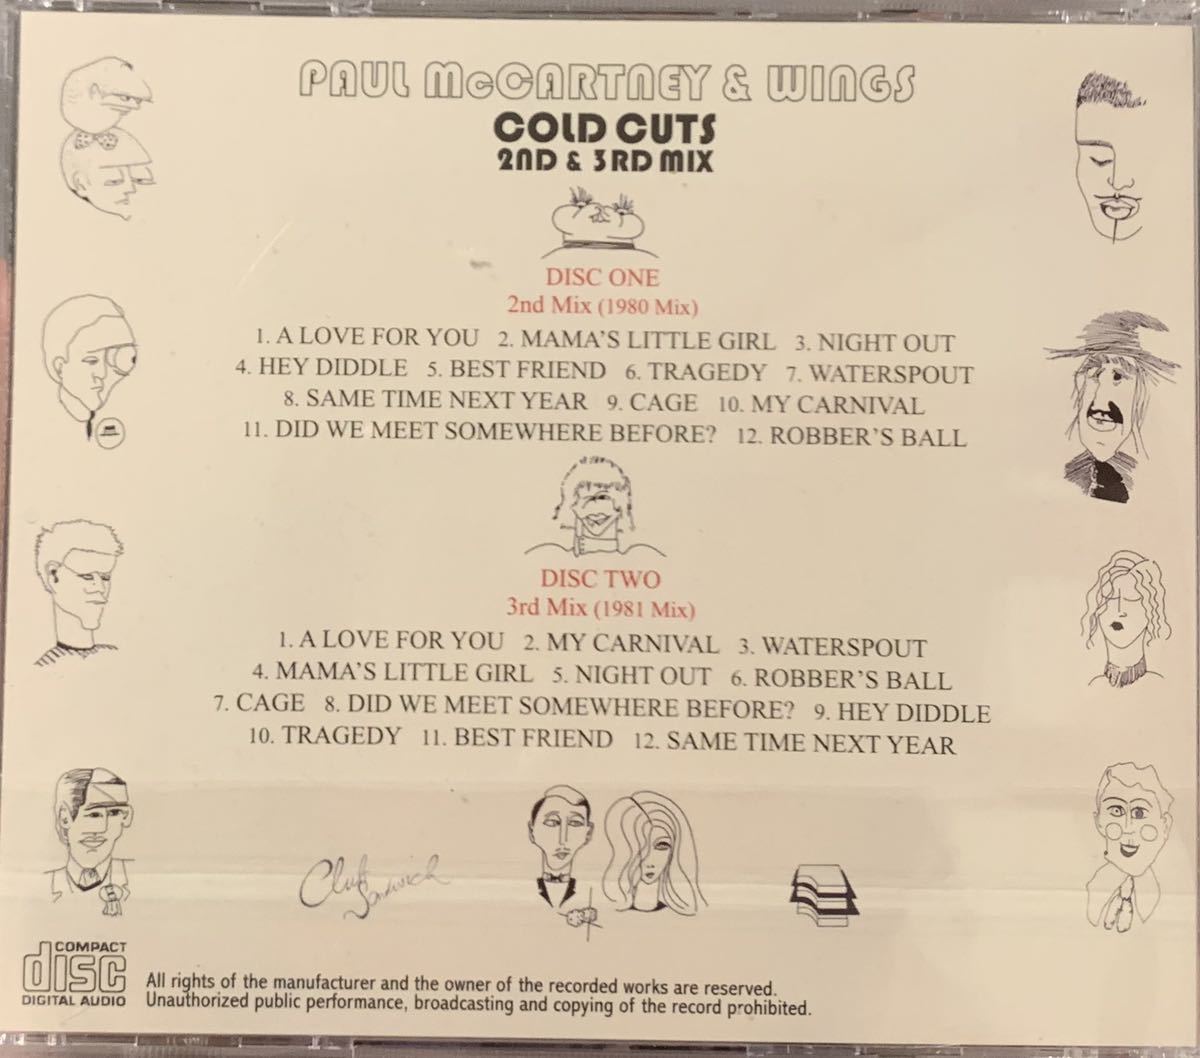 PAUL McCARTNEY & WINGS
COLD CUTS
2ND & 3RD MIX
DISC ONE
2nd Mix (1980 Mix)
1. A LOVE FOR YOU 2. MAMA'S LITTLE GIRL 3. NIGHT OUT
4. HEY DIDDLE 5. BEST FRIEND 6. TRAGEDY 7. WATERSPOUT
8. SAME TIME NEXT YEAR 9. CAGE 10. MY CARNIVAL
11. DID WE MEET SOMEWHERE BEFORE? 12. ROBBER'S BALL
DISC TWO
3rd Mix (1981 Mix)
1. A LOVE FOR YOU 2. MY CARNIVAL 3. WATERSPOUT
4. MAMA'S LITTLE GIRL 5. NIGHT OUT 6. ROBBER'S BALL
7. CAGE 8. DID WE MEET SOMEWHERE BEFORE? 9. HEY DIDDLE
10. TRAGEDY 11. BEST FRIEND 12. SAME TIME NEXT YEAR
Club
Sandwich
COMPACT
disc
DIGITAL AUDIO
All rights of the manufacturer and the owner of the recorded works are reserved.
Unauthorized public performance, broadcasting and copying of the record prohibited.